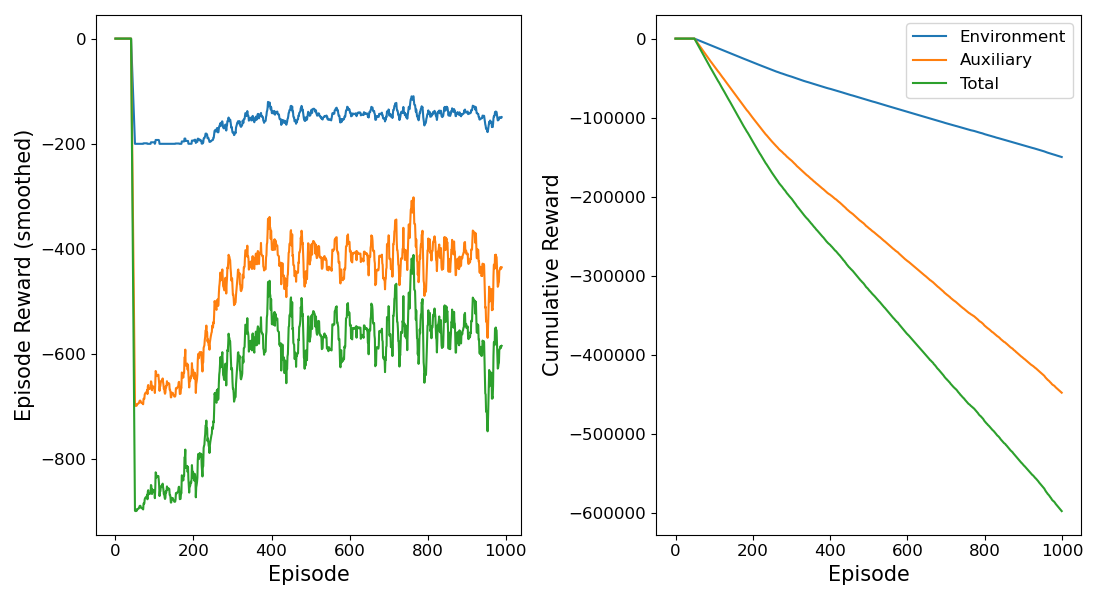 Episode Reward (smoothed)
0
−200
−400
−600
−800
0 200 400 600 800 1000
Episode
Cumulative Reward
0
−100000
−200000
−300000
−400000
−500000
−600000
0 200 400 600 800 1000
Episode
Environment
Auxiliary
Total